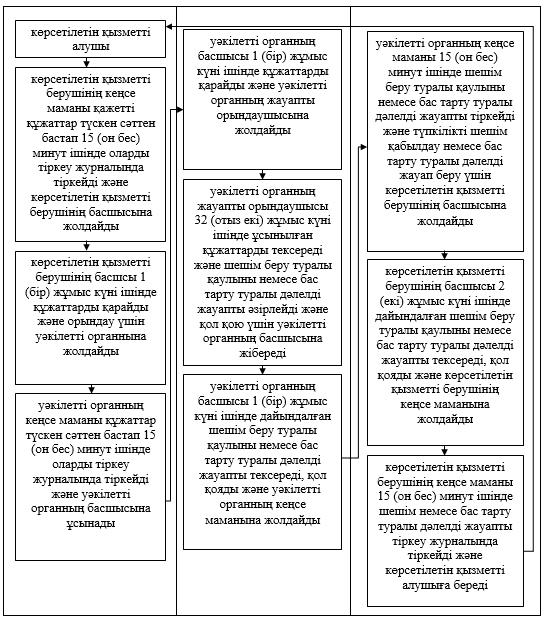 көрсетілетін қызметті
алушы
көрсетілетін қызметті
берушінің кеңсе
маманы қажетті
құжаттар түскен сәттен
бастап 15 (он бес)
минут ішінде оларды
тіркеу журналында
тіркейді және
көрсетілетін қызметті
берушінің басшысына
жолдайды
көрсетілетін қызметті
берушінің басшсы 1
(бір) жұмыс күні ішінде
құжаттарды қарайды
және орындау үшін
уәкілетті органнына
жолдайды
уәкілетті органның
кеңсе маманы құжаттар
түскен сәттен бастап 15
(он бес) минут ішінде
оларды тіркеу
журналында тіркейді
және уәкілетті
органның басшысына
ұсынады
уәкілетті органның
басшысы 1 (бір) жұмыс
күні ішінде құжаттарды
қарайды және уәкілетті
органның жауапты
орындаушысына
жолдайды
уәкілетті органның
жауапты орындаушысы
32 (отыз екі) жұмыс күні
ішінде ұсынылған
құжаттарды тексереді
және шешім беру туралы
қаулыны немесе бас
тарту туралы дәлелді
жауапты әзірлейді және
қол қою үшін уәкілетті
органның басшысына
жібереді
уәкілетті органның
басшысы 1 (бір) жұмыс
күні ішінде дайындалған
шешім беру туралы
қаулыны немесе бас
тарту туралы дәлелді
жауапты тексереді, қол
қояды және уәкілетті
органның кеңсе
маманына жолдайды
уәкілетті органның кеңсе
маманы 15 (он бес)
минут ішінде шешім
беру туралы қаулыны
немесе бас тарту туралы
дәлелді жауапты тіркейді
және түпкілікті шешім
қабылдау немесе бас
тарту туралы дәлелді
жауап беру үшін
көрсетілетін қызметті
берушінің басшысына
жолдайды
көрсетілетін қызметті
берушінің басшысы 2
(екі) жұмыс күні ішінде
дайындалған шешім беру
туралы қаулыны немесе
бас тарту туралы дәлелді
жауапты тексереді, қол
қояды және көрсетілетін
қызметті берушінің
кеңсе маманына
жолдайды
көрсетілетін қызметті
берушінің кеңсе маманы
15 (он бес) минут ішінде
шешім немесе бас тарту
туралы дәлелді жауапты
тіркеу журналында
тіркейді және
көрсетілетін қызметті
алушыға береді